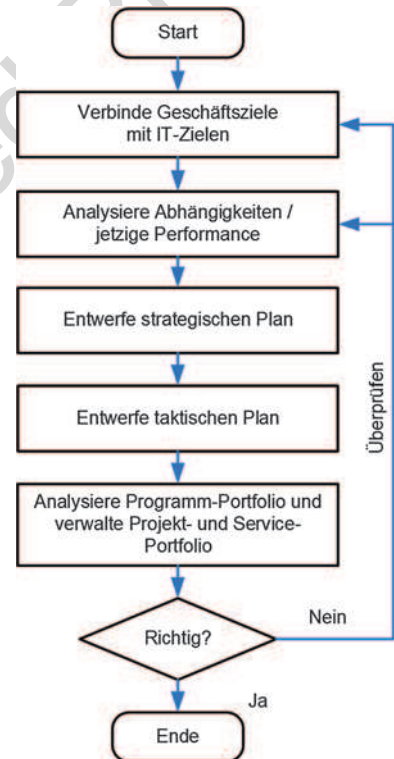 Start
Verbinde Geschäftsziele
mit IT-Zielen
Analysiere Abhängigkeiten /
jetzige Performance
Entwerfe strategischen Plan
Überprüfen
Entwerfe taktischen Plan
Analysiere Programm-Portfolio und
verwalte Projekt- und Service-
Portfolio
Richtig?
Nein
Ja
Ende